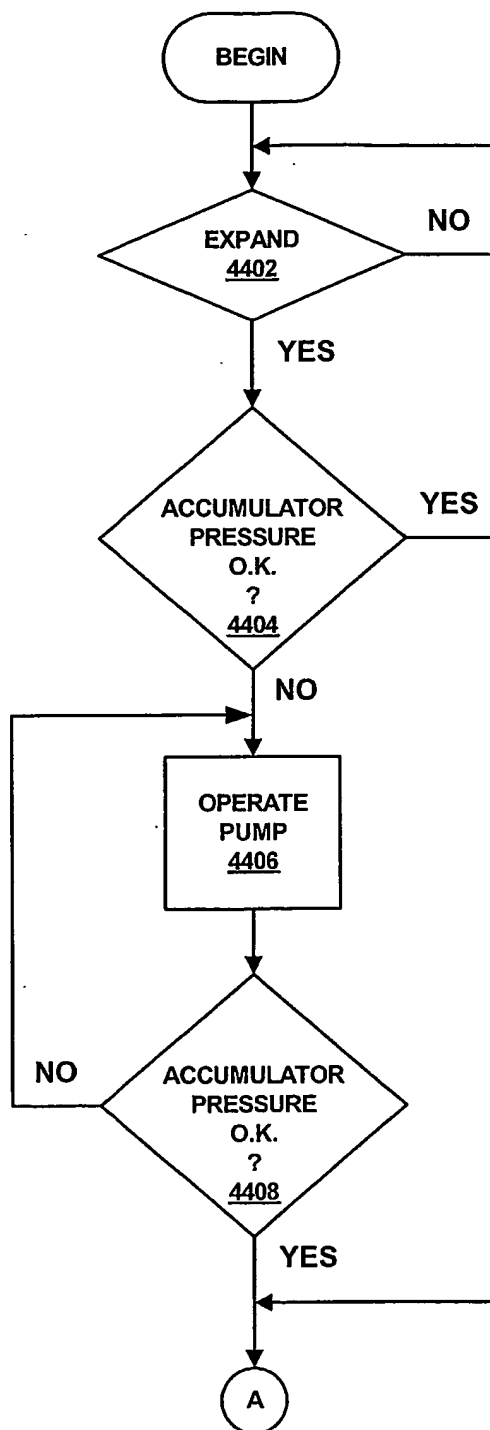 BEGIN
EXPAND
4402
NO
YES
ACCUMULATOR
PRESSURE
O.K.
?
4404
YES
NO
OPERATE
PUMP
4406
NO
ACCUMULATOR
PRESSURE
O.K.
?
4408
YES
A